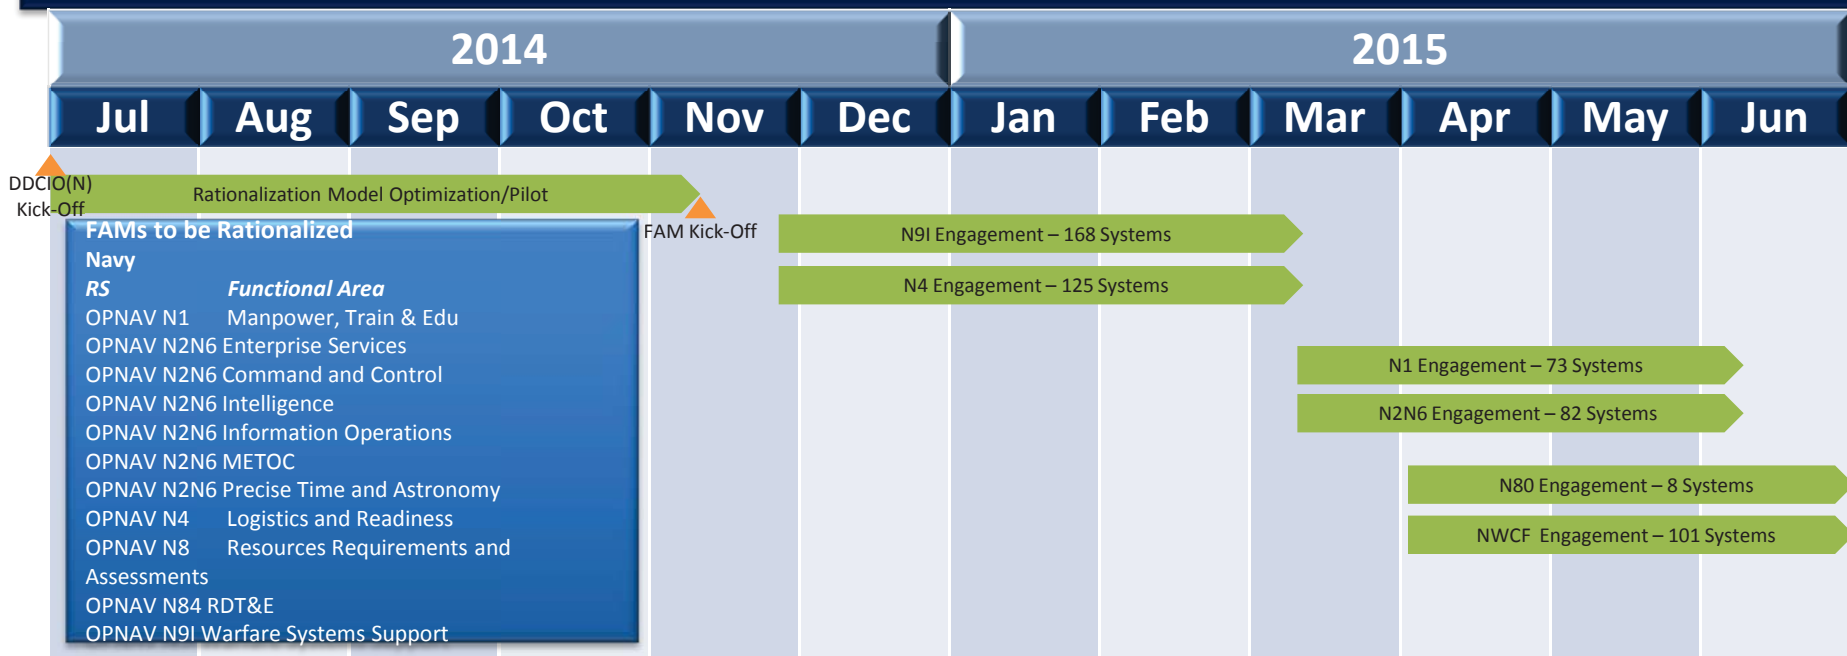 2014 2015
Jul Aug Sep Oct Nov Dec Jan Feb Mar Apr May Jun
DDCIO(N)
Kick-Off
Rationalization Model Optimization/Pilot
FAM Kick-Off
FAMs to be Rationalized
Navy
RS Functional Area
OPNAV N1 Manpower, Train & Edu
OPNAV N2N6 Enterprise Services
OPNAV N2N6 Command and Control
OPNAV N2N6 Intelligence
OPNAV N2N6 Information Operations
OPNAV N2N6 METOC
OPNAV N2N6 Precise Time and Astronomy
OPNAV N4 Logistics and Readiness
OPNAV N8 Resources Requirements and
Assessments
OPNAV N84 RDT&E
OPNAV N9I Warfare Systems Support
N9I Engagement – 168 Systems
N4 Engagement – 125 Systems
N1 Engagement – 73 Systems
N2N6 Engagement – 82 Systems
N80 Engagement – 8 Systems
NWCF Engagement – 101 Systems